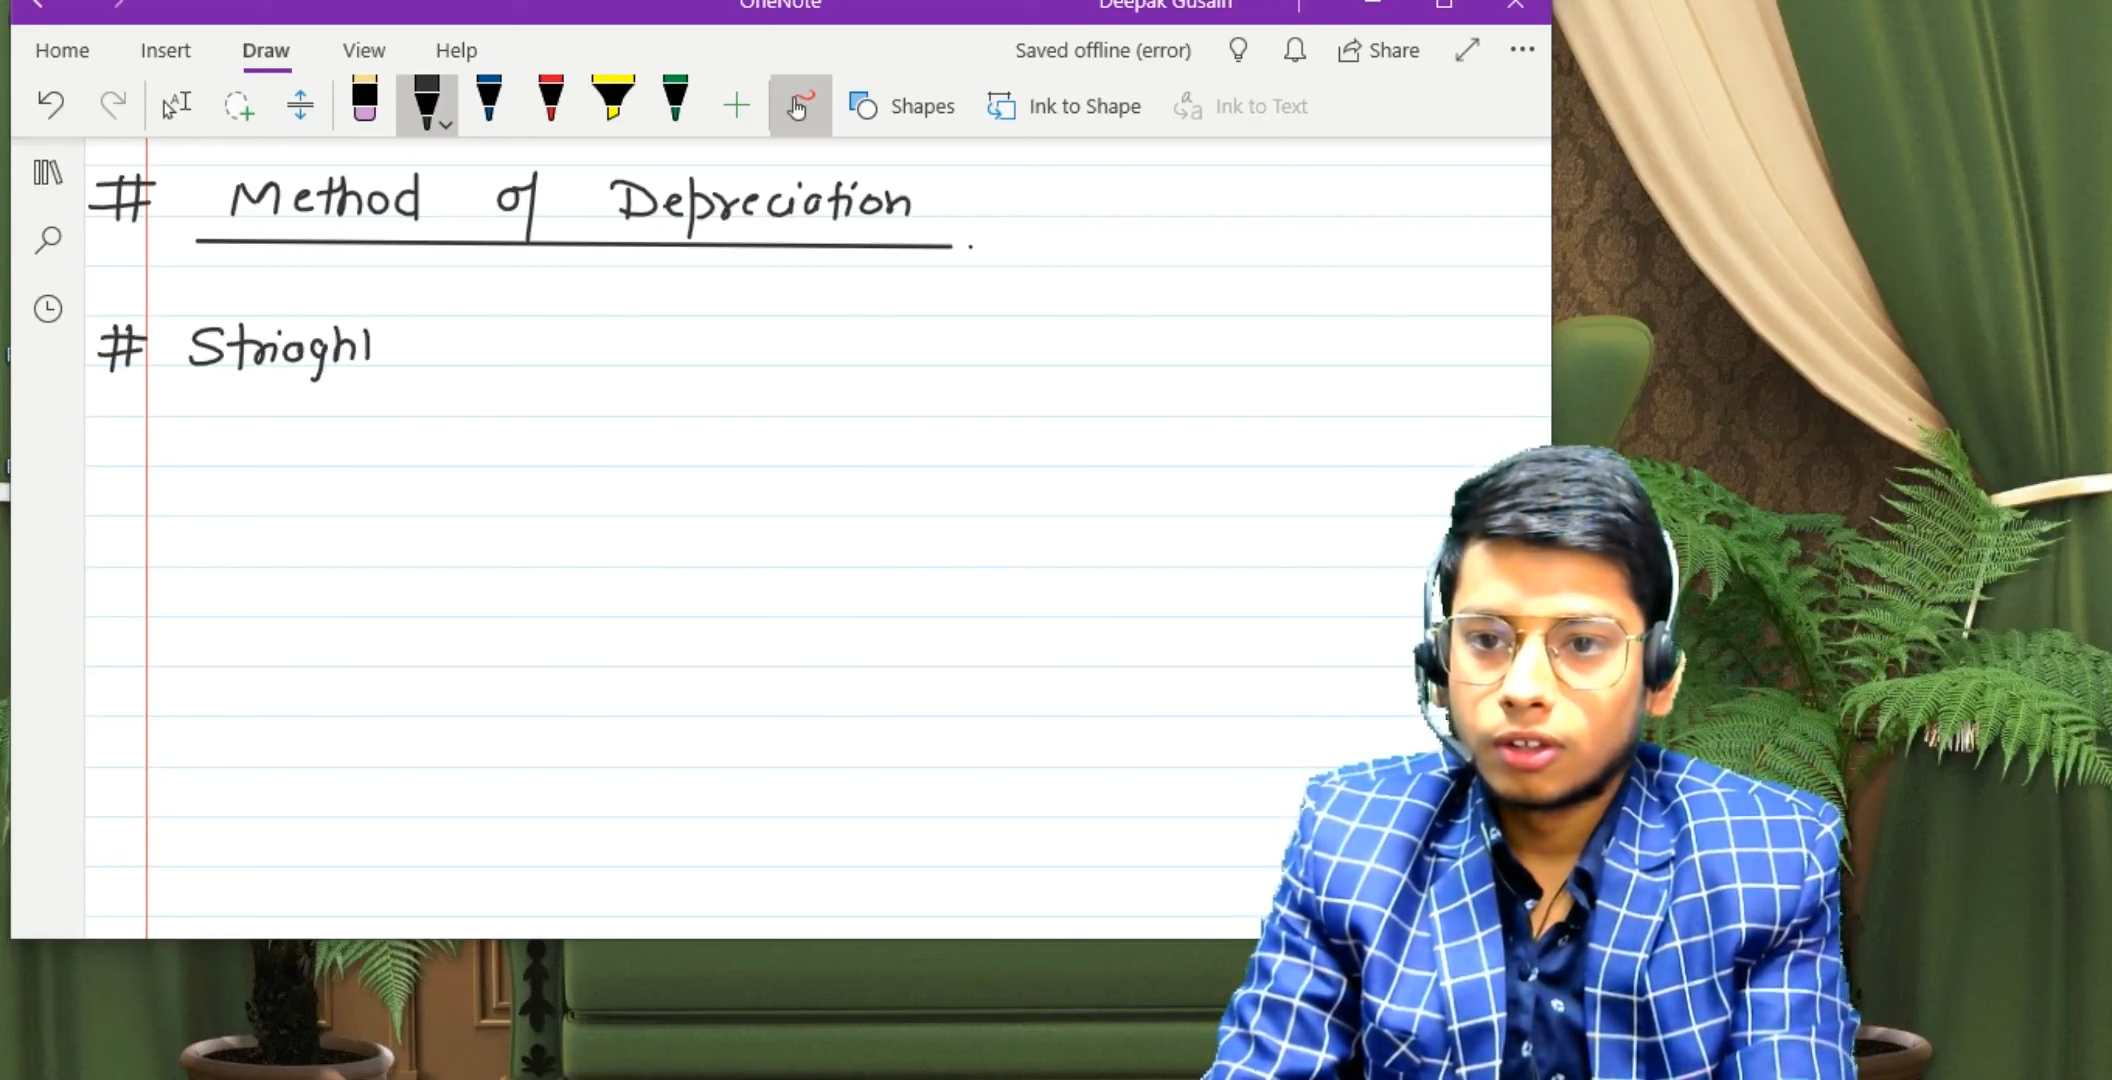 OneNote
Deepak Gusain
Home Insert Draw View Help
Saved offline (error) Share
Shapes Ink to Shape Ink to Text
# Method of Depreciation .
# Striaghl